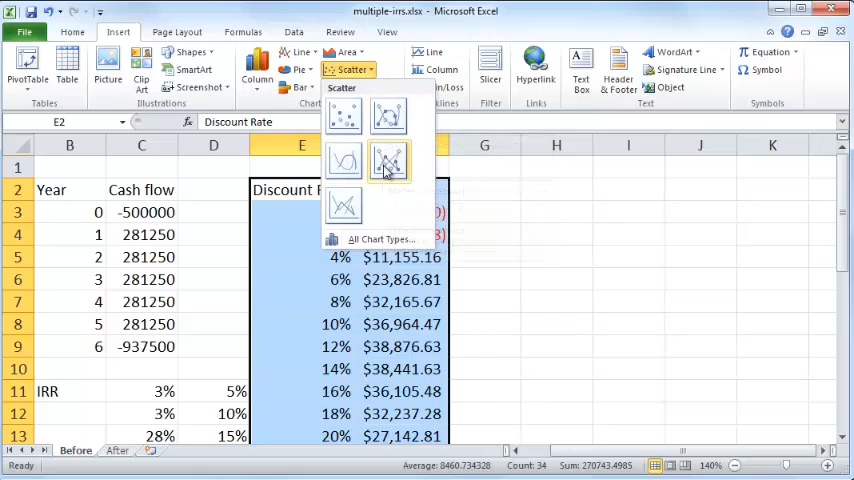 multiple-irrs.xlsx - Microsoft Excel
File Home Insert Page Layout Formulas Data Review View
PivotTable Table Picture Clip Art Shapes SmartArt Screenshot Column Line Pie Bar Area Scatter Line Column Win/Loss Slicer Hyperlink Text Box Header & Footer WordArt Signature Line Object Equation Symbol
Tables Illustrations Filter Text Symbols
Scatter
All Chart Types...
E2 Discount Rate
B C D E G H I J K
1
2 Year Cash flow Discount
3 0 -500000
4 1 281250
5 2 281250 4% $11,155.16
6 3 281250 6% $23,826.81
7 4 281250 8% $32,165.67
8 5 281250 10% $36,964.47
9 6 -937500 12% $38,876.63
10 14% $38,441.63
11 IRR 3% 5% 16% $36,105.48
12 3% 10% 18% $32,237.28
13 28% 15% 20% $27,142.81
Before After
Ready Average: 8460.734328 Count: 34 Sum: 270743.4985 140%